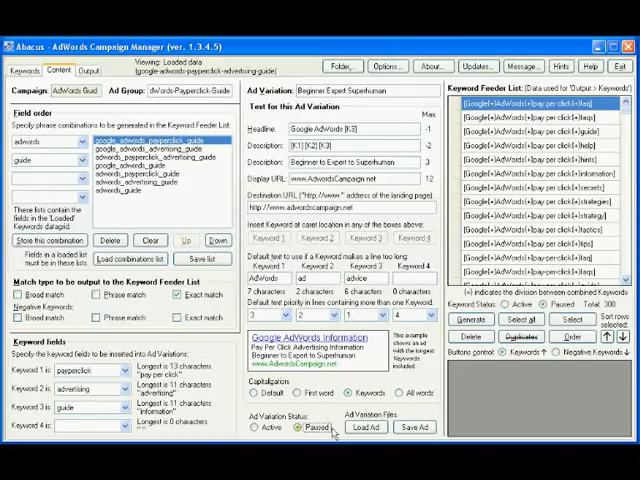 Abacus - AdWords Campaign Manager (ver. 1.3.4.5)
Keywords Content Output
Viewing: Loaded data
[google-adwords-payperclick-advertising-guide]
Folder... Options... About... Updates... Message... Hints Help Exit
Campaign: AdWords Guid Ad Group: dWords-PayPerClick-Guide
Field order
Specify phrase combinations to be generated in the Keyword Feeder List:
adwords
guide
google_adwords_payperclick_guide
google_adwords_advertising_guide
adwords_payperclick_advertising_guide
google_adwords_guide
adwords_payperclick_guide
adwords_advertising_guide
adwords_guide
These lists contain
the fields in the
'Loaded'
Keywords
datagrid
Store this combination Delete Clear Up Down
Fields in a loaded list
must be in these lists
Load combinations list Save list
Match type to be output to the Keyword Feeder List:
Broad match Phrase match Exact match
Negative Keywords:
Broad match Phrase match Exact match
Keyword fields
Specify the keyword fields to be inserted into Ad Variations:
Keyword 1 is: payperclick
Longest is 13
characters
"pay per click"
Keyword 2 is: advertising
Longest is 11
characters
"advertising"
Keyword 3 is: guide
Longest is 11
characters
"information"
Keyword 4 is:
Longest is 0
characters
Ad Variation: Beginner Expert Superhuman
Text for this Ad Variation
Max
Headline: Google AdWords [K3] -1
Description: [K1] [K2] [K3] -2
Description: Beginner to Expert to Superhuman 3
Display URL: www.AdwordsCampaign.net 12
Destination URL ("http://www." address of the landing page)
http://www.adwordscampaign.net
Insert Keyword at caret location in any of the boxes above:
Keyword 1 Keyword 2 Keyword 3 Keyword 4
Default text to use if a Keyword makes a line too long:
Keyword 1 Keyword 2 Keyword 3 Keyword 4
AdWords ad advice
7 characters 2 characters 6 characters 0 characters
Default text priority in lines containing more than one Keyword:
3 2 1 4
Google AdWords Information
Pay Per Click Advertising Information
Beginner to Expert to Superhuman
www.AdwordsCampaign.net
This example
shows an ad
with the longest
Keywords
included
Capitalization:
Default First word Keywords All words
Ad Variation Status:
Active Paused
Ad Variation Files
Load Ad Save Ad
Keyword Feeder List: (Data used for 'Output > Keywords')
[Google[+]AdWords[+]pay per click[+]faq]
[Google[+]AdWords[+]pay per click[+]faqs]
[Google[+]AdWords[+]pay per click[+]guide]
[Google[+]AdWords[+]pay per click[+]help]
[Google[+]AdWords[+]pay per click[+]hints]
[Google[+]AdWords[+]pay per click[+]information]
[Google[+]AdWords[+]pay per click[+]secrets]
[Google[+]AdWords[+]pay per click[+]strategies]
[Google[+]AdWords[+]pay per click[+]strategy]
[Google[+]AdWords[+]pay per click[+]tactics]
[Google[+]AdWords[+]pay per click[+]tips]
(+) indicates the division between combined Keywords
Keyword Status: Active Paused Total: 308
Generate Select all Select
Sort rows
selected:
Delete Duplicates Order
Buttons control: Keywords Negative Keywords